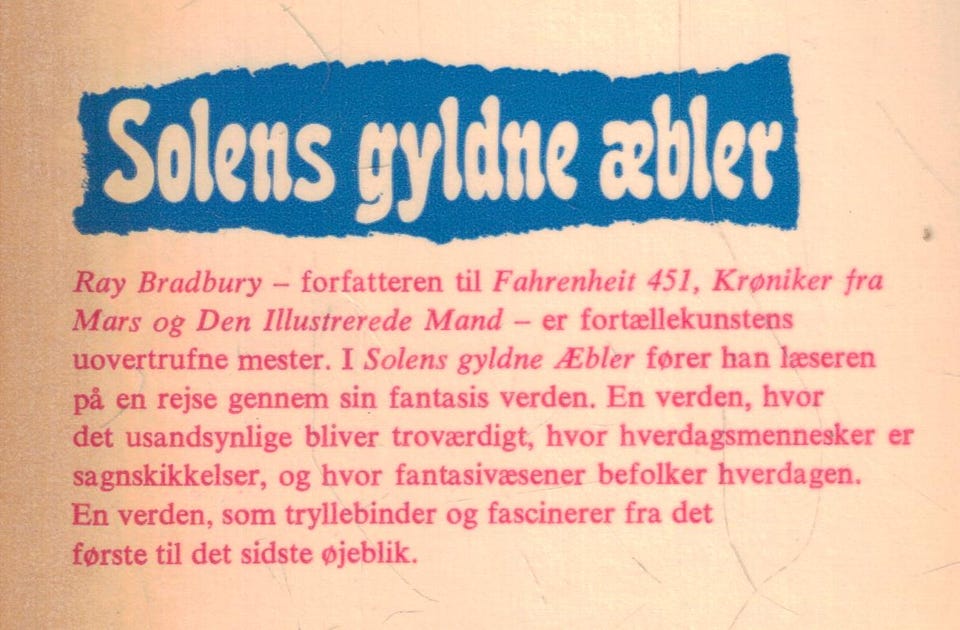 Solens gyldne æbler
Ray Bradbury – forfatteren til Fahrenheit 451, Krøniker fra
Mars og Den Illustrerede Mand – er fortællekunstens
uovertrufne mester. I Solens gyldne Æbler fører han læseren
på en rejse gennem sin fantasis verden. En verden, hvor
det usandsynlige bliver troværdigt, hvor hverdagsmennesker er
sagnskikkelser, og hvor fantasivæsener befolker hverdagen.
En verden, som tryllebinder og fascinerer fra det
første til det sidste øjeblik.